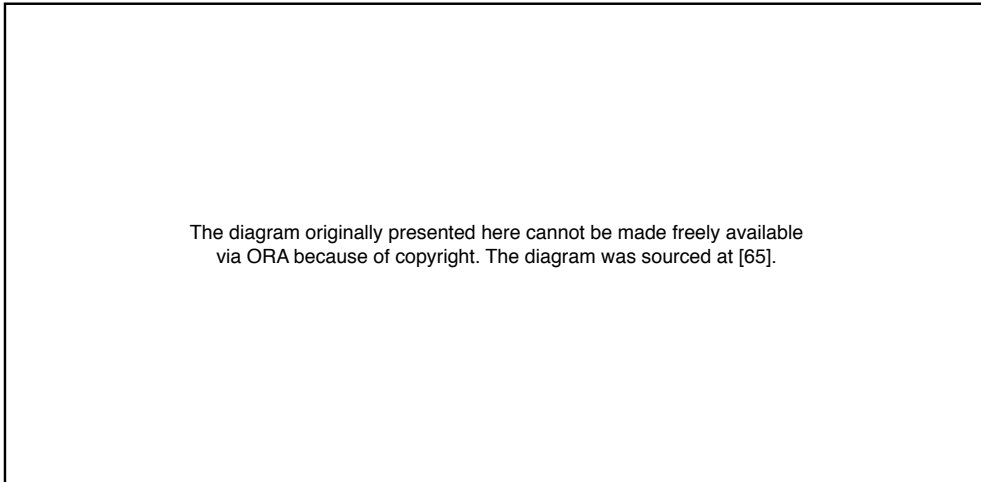 The diagram originally presented here cannot be made freely available
via ORA because of copyright. The diagram was sourced at [65].